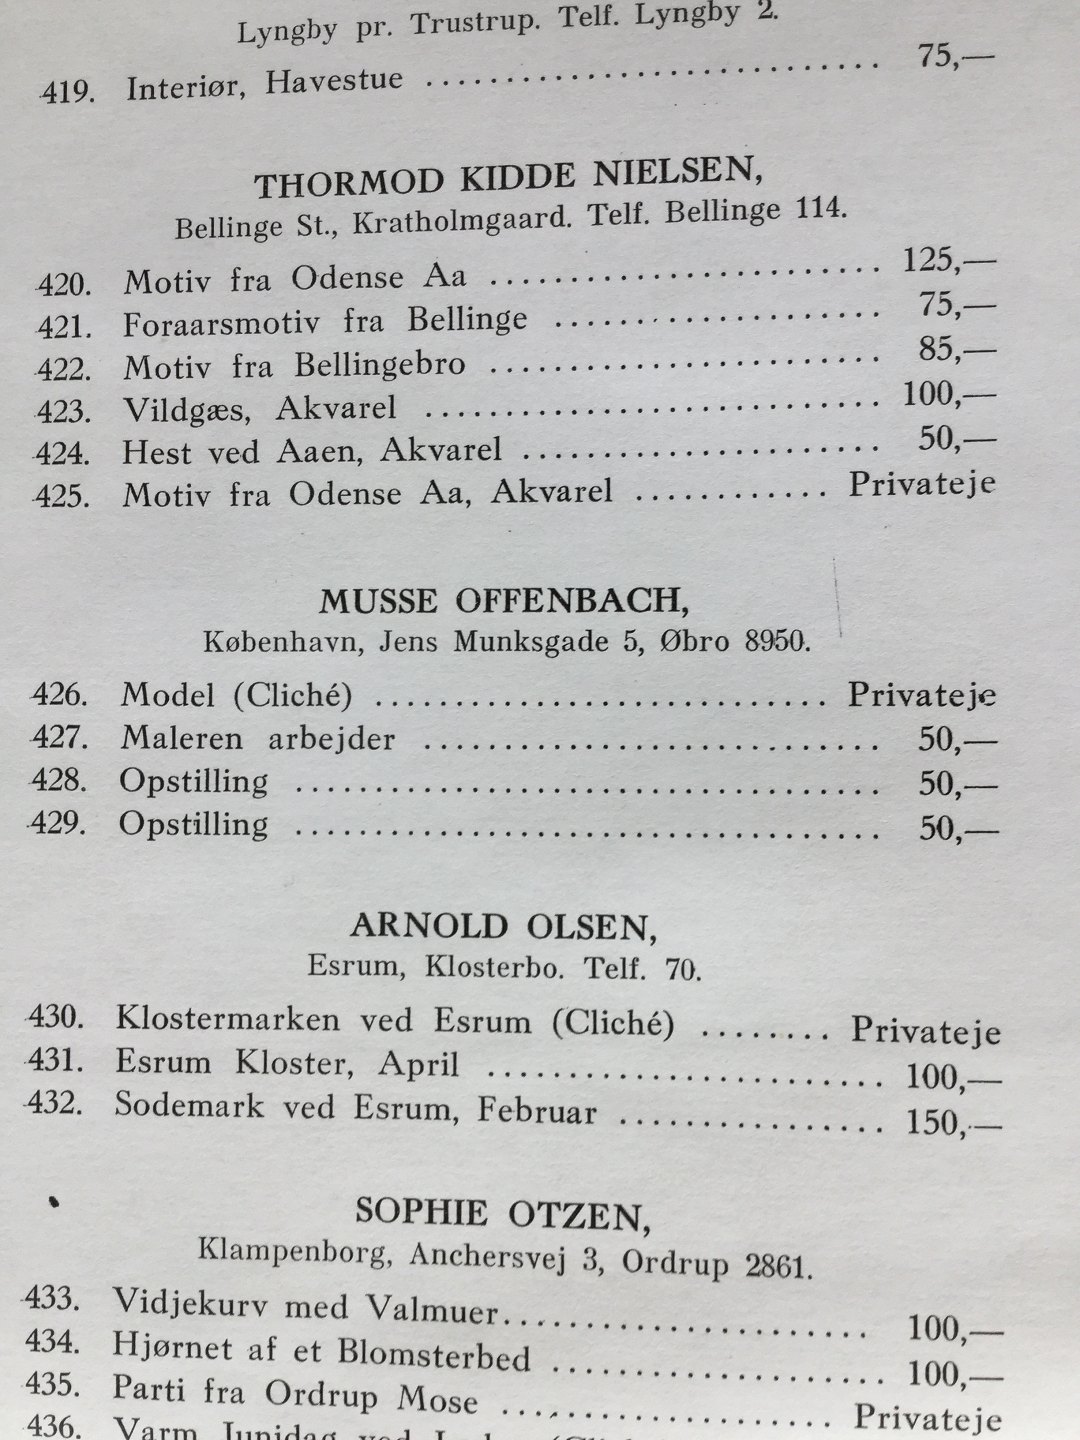 Lyngby pr. Trustrup. Telf. Lyngby 2.
419. Interiør, Havestue ............................ 75,—
THORMOD KIDDE NIELSEN,
Bellinge St., Kratholmgaard. Telf. Bellinge 114.
420. Motiv fra Odense Aa ........................ 125,—
421. Foraarsmotiv fra Bellinge .................... 75,—
422. Motiv fra Bellingebro ........................ 85,—
423. Vildgæs, Akvarel ............................ 100,—
424. Hest ved Aaen, Akvarel ...................... 50,—
425. Motiv fra Odense Aa, Akvarel ............ Privateje
MUSSE OFFENBACH,
København, Jens Munksgade 5, Øbro 8950.
426. Model (Cliché) ............................ Privateje
427. Maleren arbejder ............................ 50,—
428. Opstilling .................................... 50,—
429. Opstilling .................................... 50,—
ARNOLD OLSEN,
Esrum, Klosterbo. Telf. 70.
430. Klostermarken ved Esrum (Cliché) ........ Privateje
431. Esrum Kloster, April ........................ 100,—
432. Sodemark ved Esrum, Februar ................ 150,—
SOPHIE OTZEN,
Klampenborg, Anchersvej 3, Ordrup 2861.
433. Vidjekurv med Valmuer....................... 100,—
434. Hjørnet af et Blomsterbed .................... 100,—
435. Parti fra Ordrup Mose ..................... Privateje
436. Varm Junidag ved